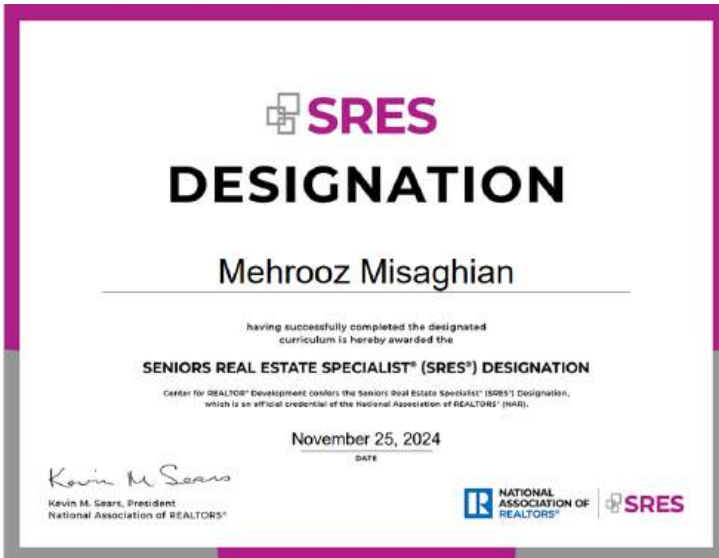 SRES
DESIGNATION
Mehrooz Misaghian
having successfully completed the designated
curriculum is hereby awarded the
SENIORS REAL ESTATE SPECIALIST® (SRES®) DESIGNATION
Center for REALTOR® Development confers the Seniors Real Estate Specialist® (SRES®) Designation,
which is an official credential of the National Association of REALTORS® (NAR).
November 25, 2024
DATE
Kevin M Sears
Kevin M. Sears, President
National Association of REALTORS®
NATIONAL
ASSOCIATION OF
REALTORS®
SRES